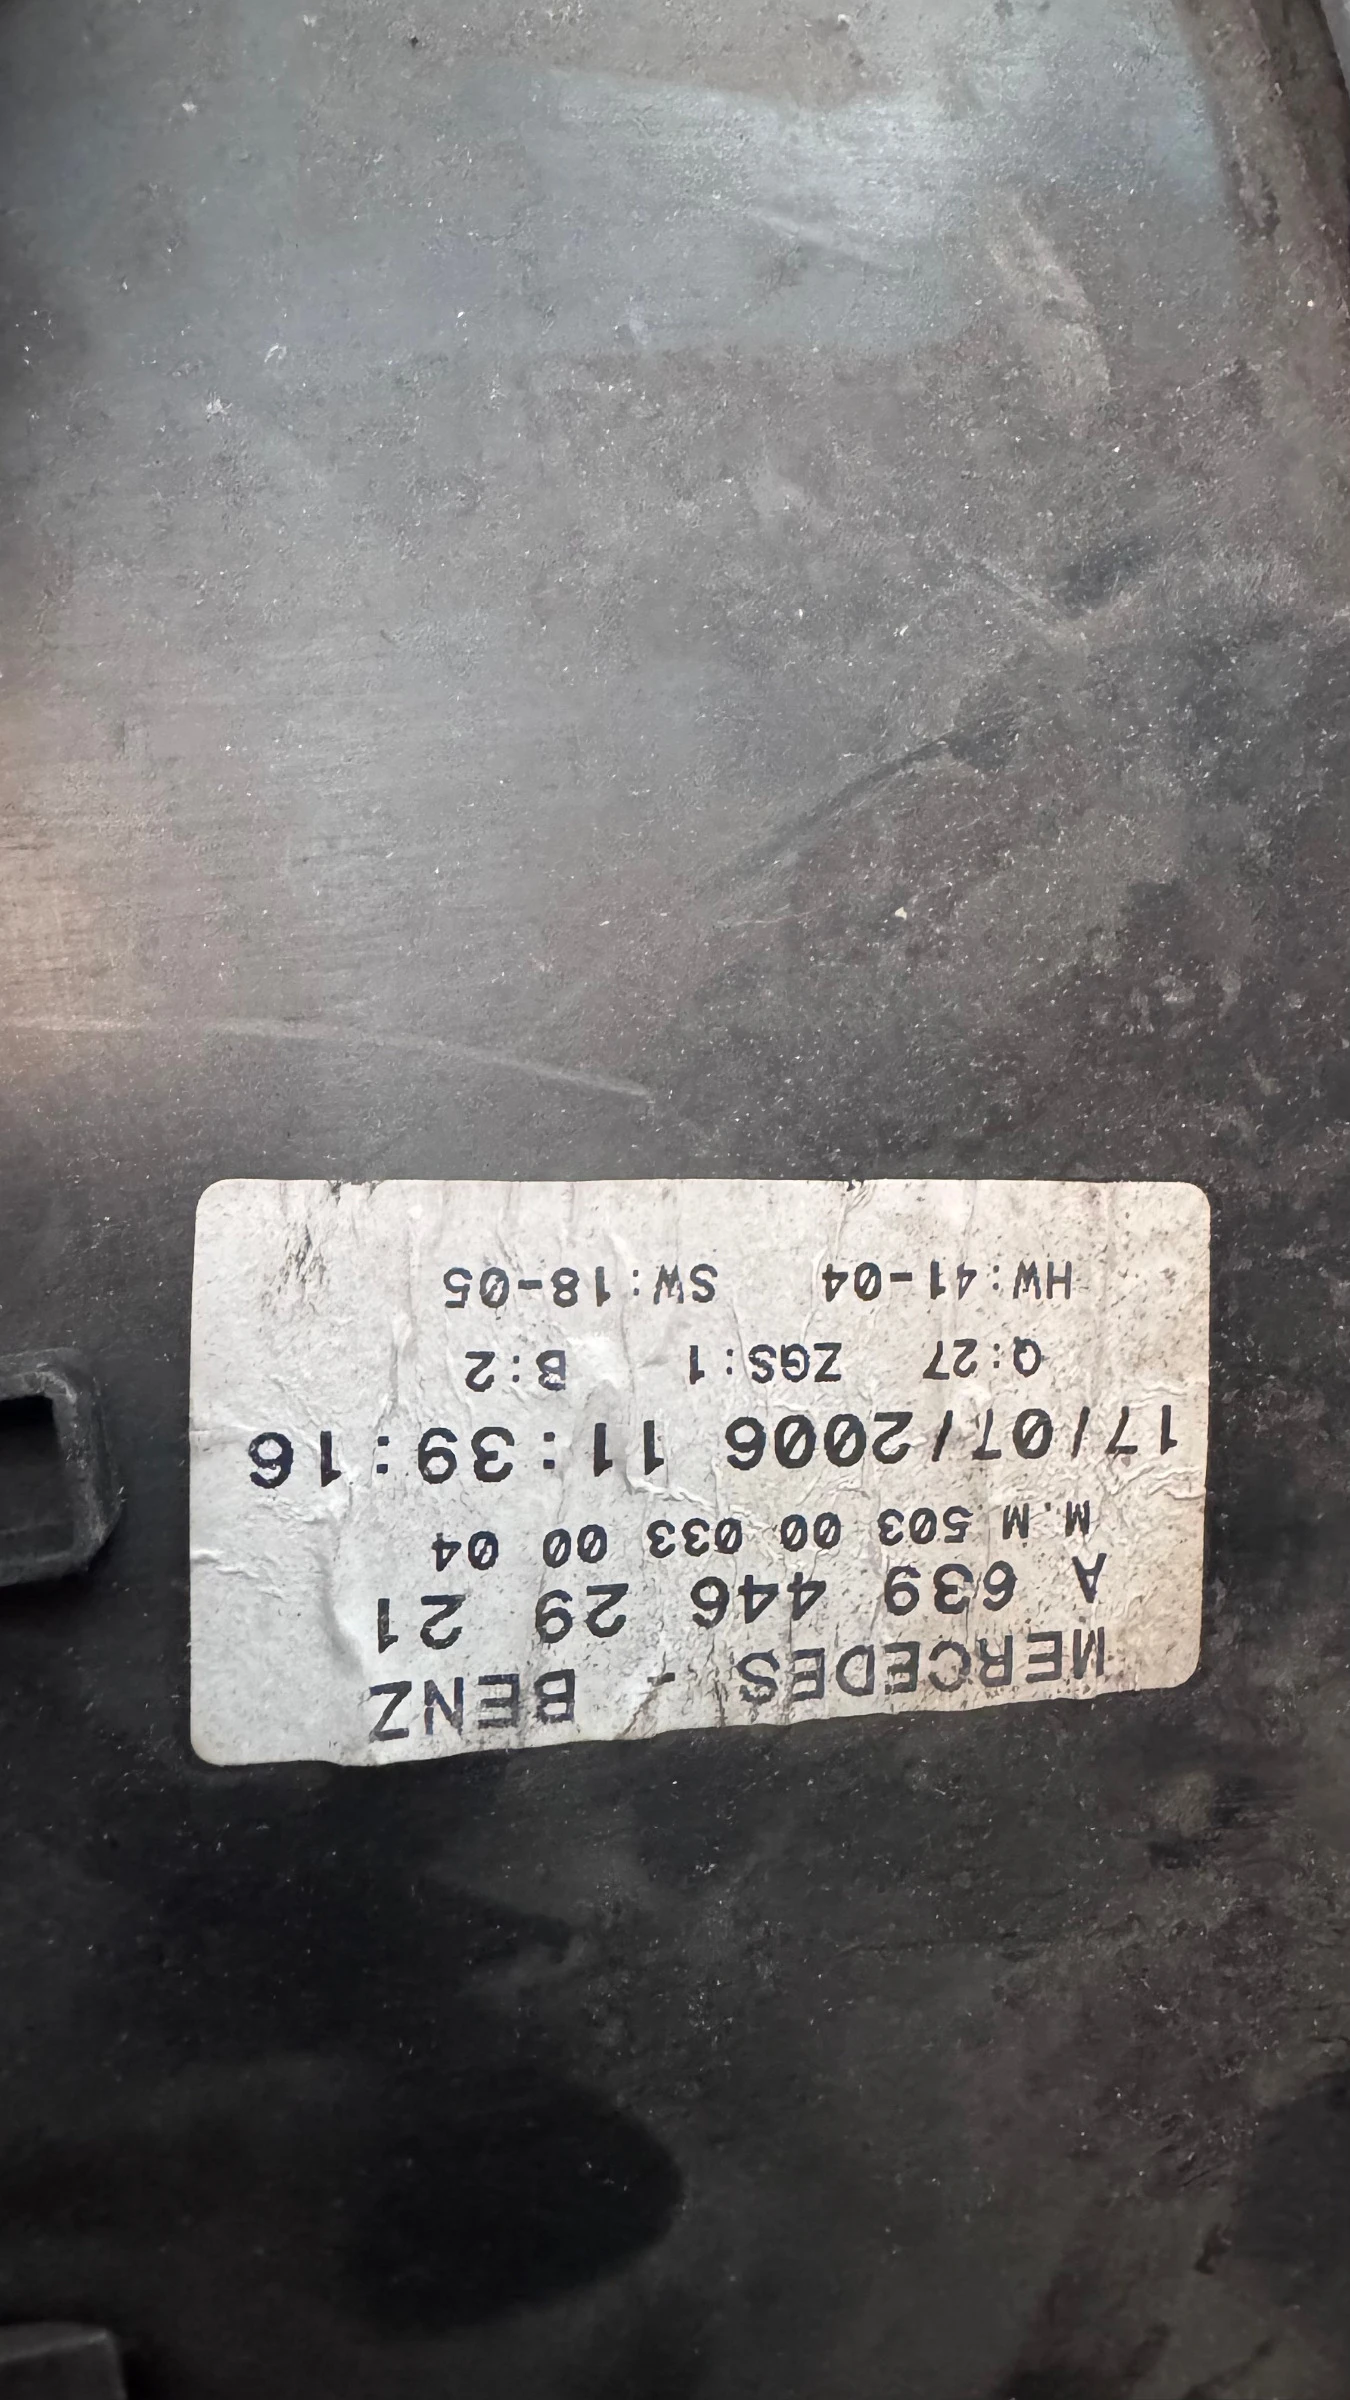 MERCEDES - BENZ
A 639 446 29 21
M.M 503 00 033 00 04
17/07/2006 11:39:16
Q:27 ZGS:1 B:2
HW:41-04 SW:18-05